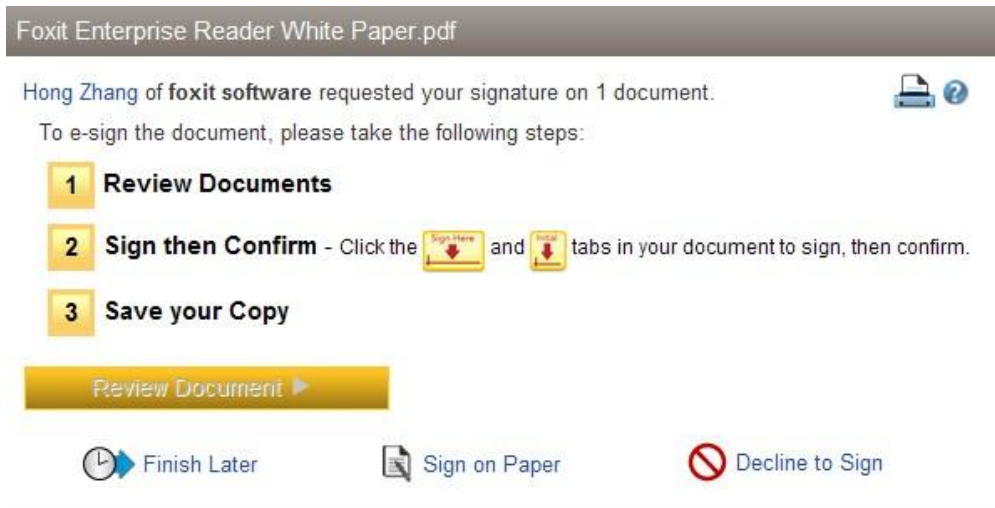 Foxit Enterprise Reader White Paper.pdf
Hong Zhang of foxit software requested your signature on 1 document.
To e-sign the document, please take the following steps:
1 Review Documents
2 Sign then Confirm - Click the Sign Here and Initial tabs in your document to sign, then confirm.
3 Save your Copy
Review Document
Finish Later Sign on Paper Decline to Sign